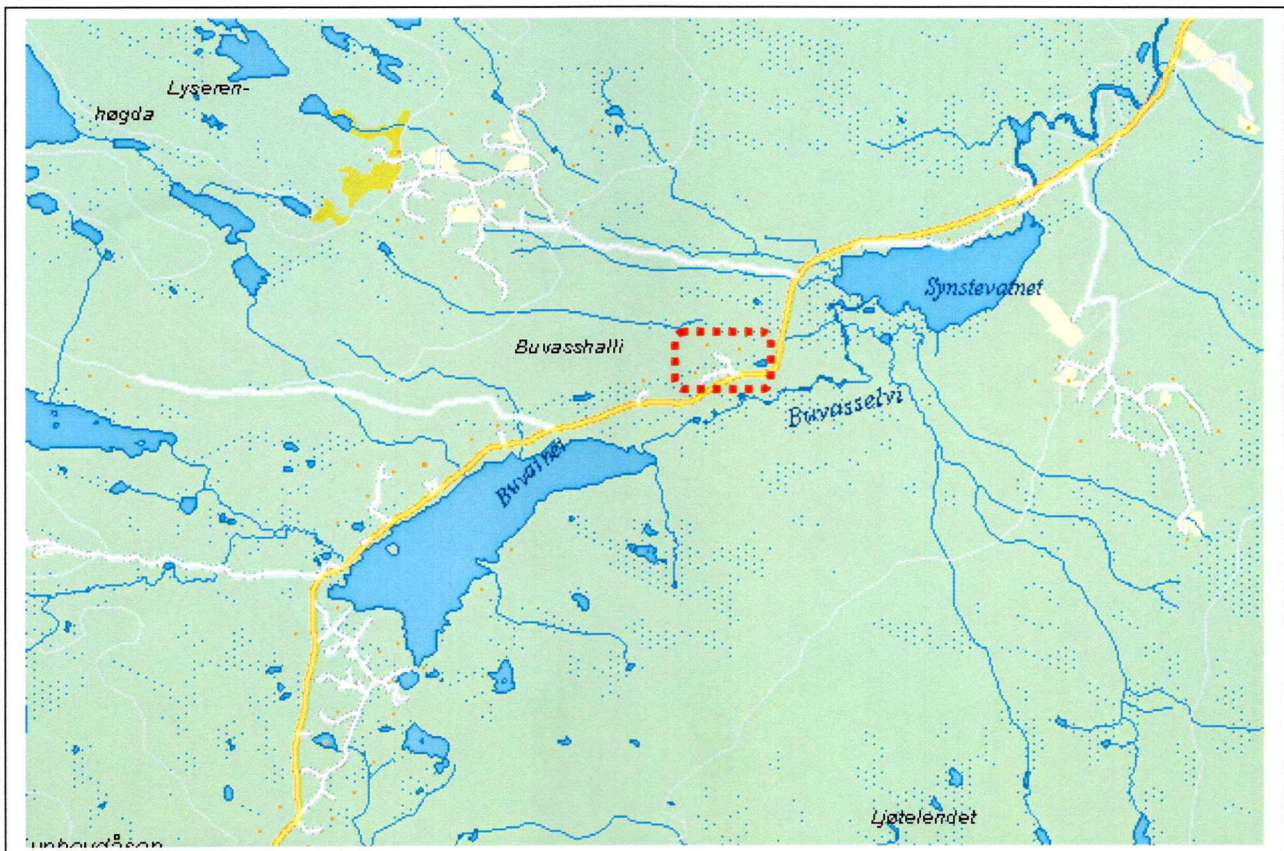 Lyseren-
høgda
Synstevatnet
Buvasshalli
Buvasselvi
Buvatnet
Ljøtelendet